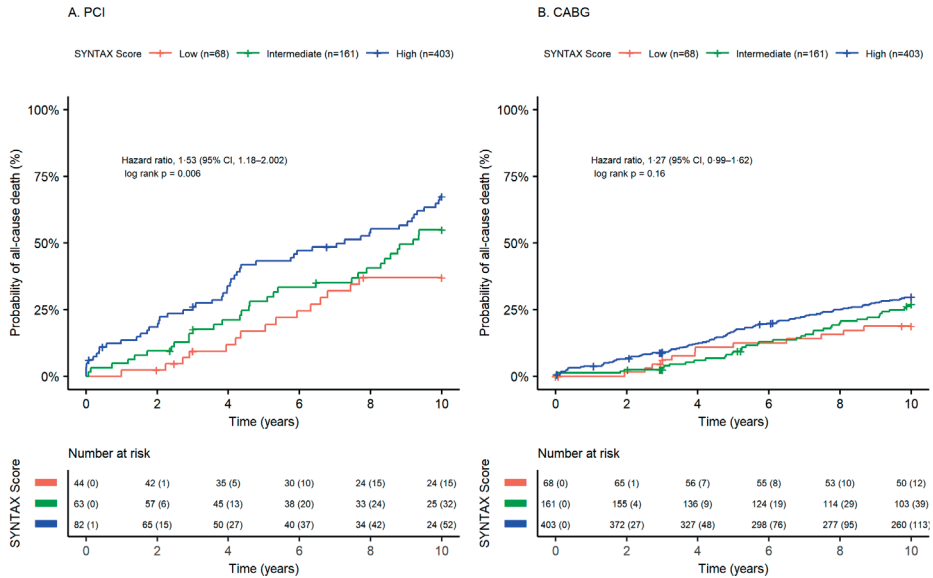 A. PCI
SYNTAX Score Low (n=68) Intermediate (n=161) High (n=403)
100%
75%
50%
25%
0%
Probability of all-cause death (%)
Hazard ratio, 1·53 (95% CI, 1.18–2.002)
log rank p = 0.006
0 2 4 6 8 10
Time (years)
Number at risk
SYNTAX Score
44 (0) 42 (1) 35 (5) 30 (10) 24 (15) 24 (15)
63 (0) 57 (6) 45 (13) 38 (20) 33 (24) 25 (32)
82 (1) 65 (15) 50 (27) 40 (37) 34 (42) 24 (52)
0 2 4 6 8 10
Time (years)
B. CABG
SYNTAX Score Low (n=68) Intermediate (n=161) High (n=403)
100%
75%
50%
25%
0%
Probability of all-cause death (%)
Hazard ratio, 1·27 (95% CI, 0·99–1·62)
log rank p = 0.16
0 2 4 6 8 10
Time (years)
Number at risk
SYNTAX Score
68 (0) 65 (1) 56 (7) 55 (8) 53 (10) 50 (12)
161 (0) 155 (4) 136 (9) 124 (19) 114 (29) 103 (39)
403 (0) 372 (27) 327 (48) 298 (76) 277 (95) 260 (113)
0 2 4 6 8 10
Time (years)